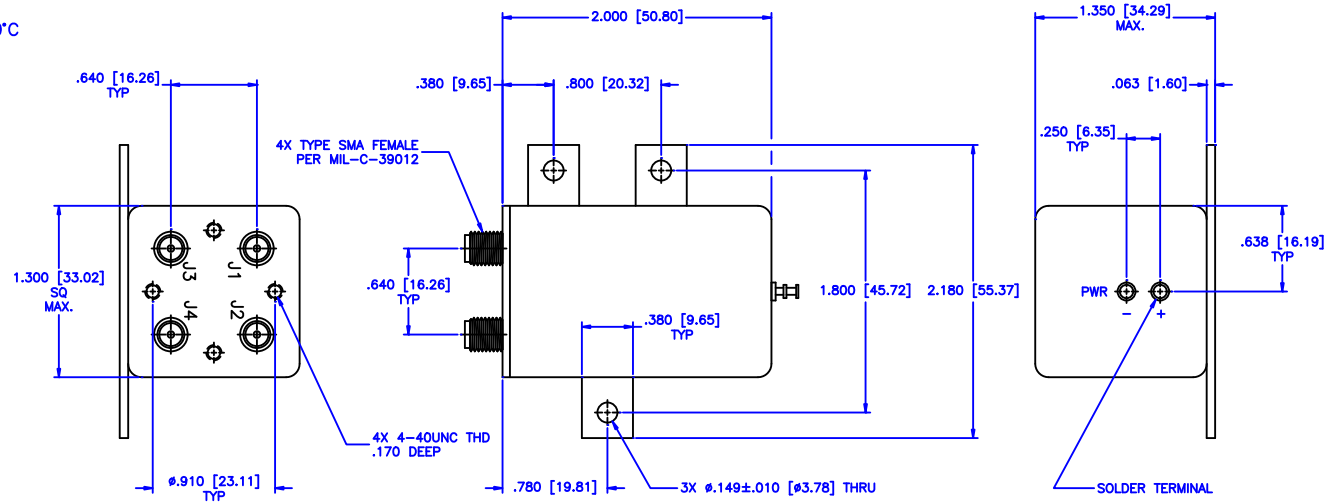 °C
2.000 [50.80]
1.350 [34.29]
MAX.
.640 [16.26]
TYP
.380 [9.65]
.800 [20.32]
.063 [1.60]
.250 [6.35]
TYP
4X TYPE SMA FEMALE
PER MIL-C-39012
J3
J1
J4
J2
1.300 [33.02]
SQ
MAX.
.640 [16.26]
TYP
1.800 [45.72]
2.180 [55.37]
.638 [16.19]
TYP
PWR
-
+
.380 [9.65]
TYP
4X 4-40UNC THD
.170 DEEP
ø.910 [23.11]
TYP
.780 [19.81]
3X ø.149±.010 [ø3.78] THRU
SOLDER TERMINAL